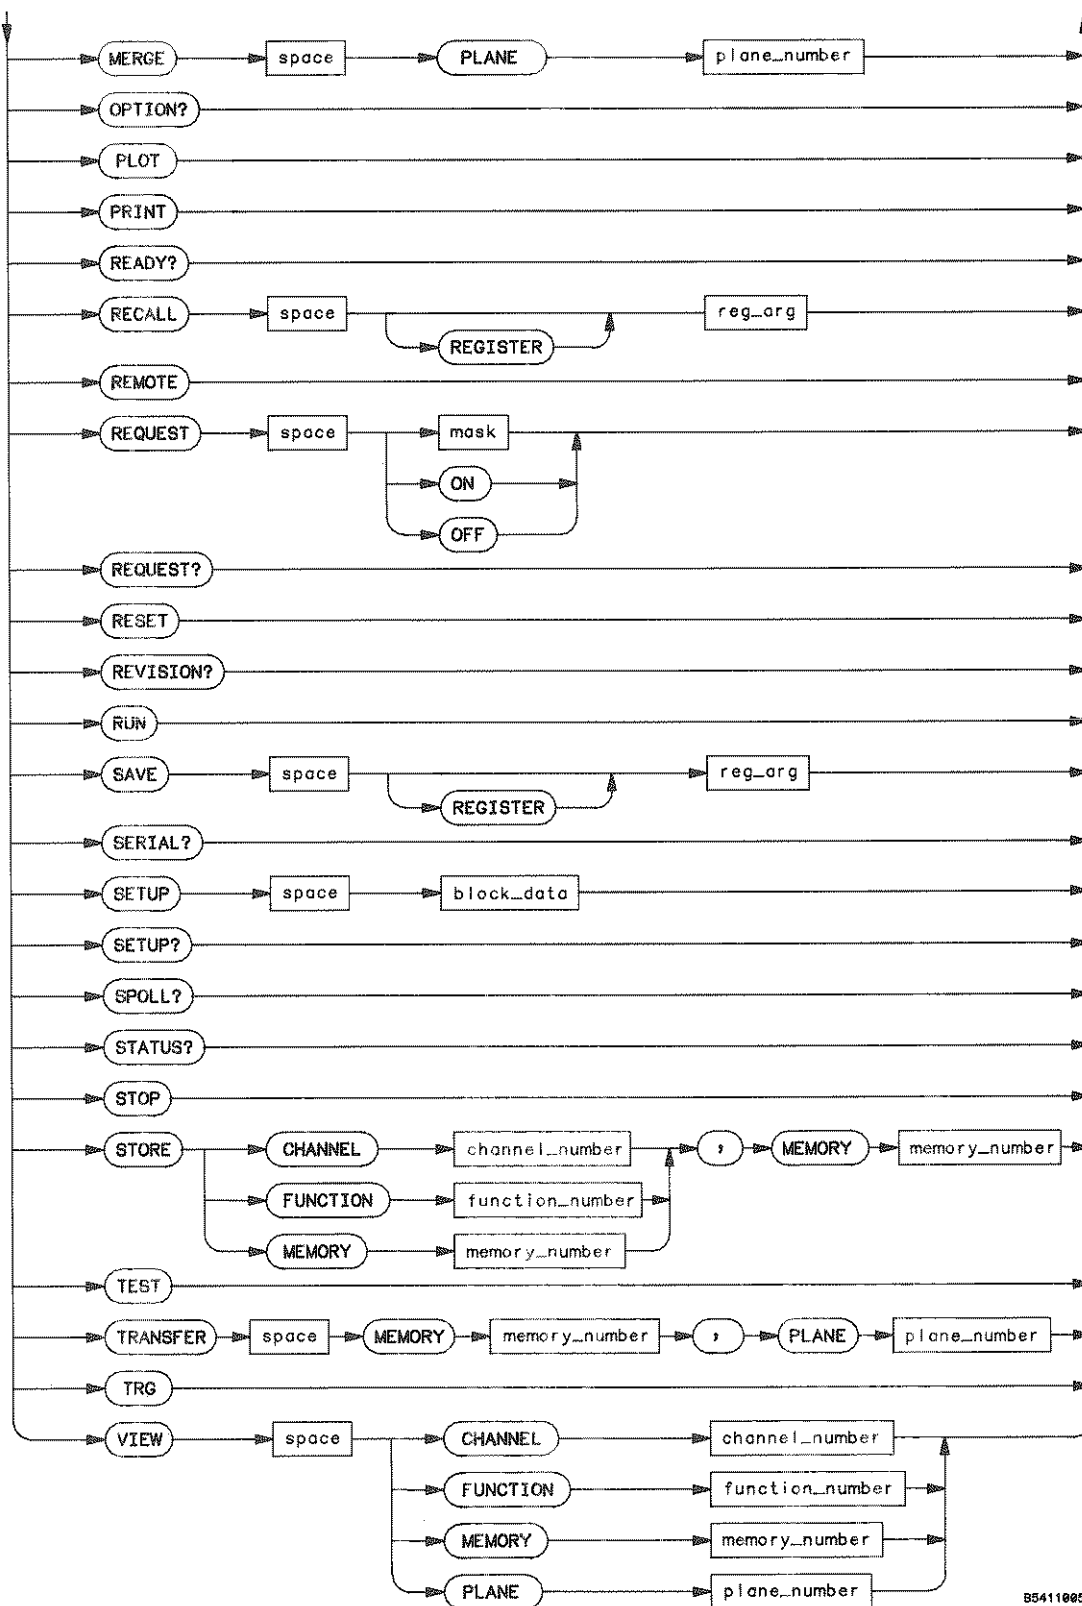 MERGE space PLANE plane_number
OPTION?
PLOT
PRINT
READY?
RECALL space reg_arg
REGISTER
REMOTE
REQUEST space mask
ON
OFF
REQUEST?
RESET
REVISION?
RUN
SAVE space reg_arg
REGISTER
SERIAL?
SETUP space block_data
SETUP?
SPOLL?
STATUS?
STOP
STORE CHANNEL channel_number , MEMORY memory_number
FUNCTION function_number
MEMORY memory_number
TEST
TRANSFER space MEMORY memory_number , PLANE plane_number
TRG
VIEW space CHANNEL channel_number
FUNCTION function_number
MEMORY memory_number
PLANE plane_number
B5411005